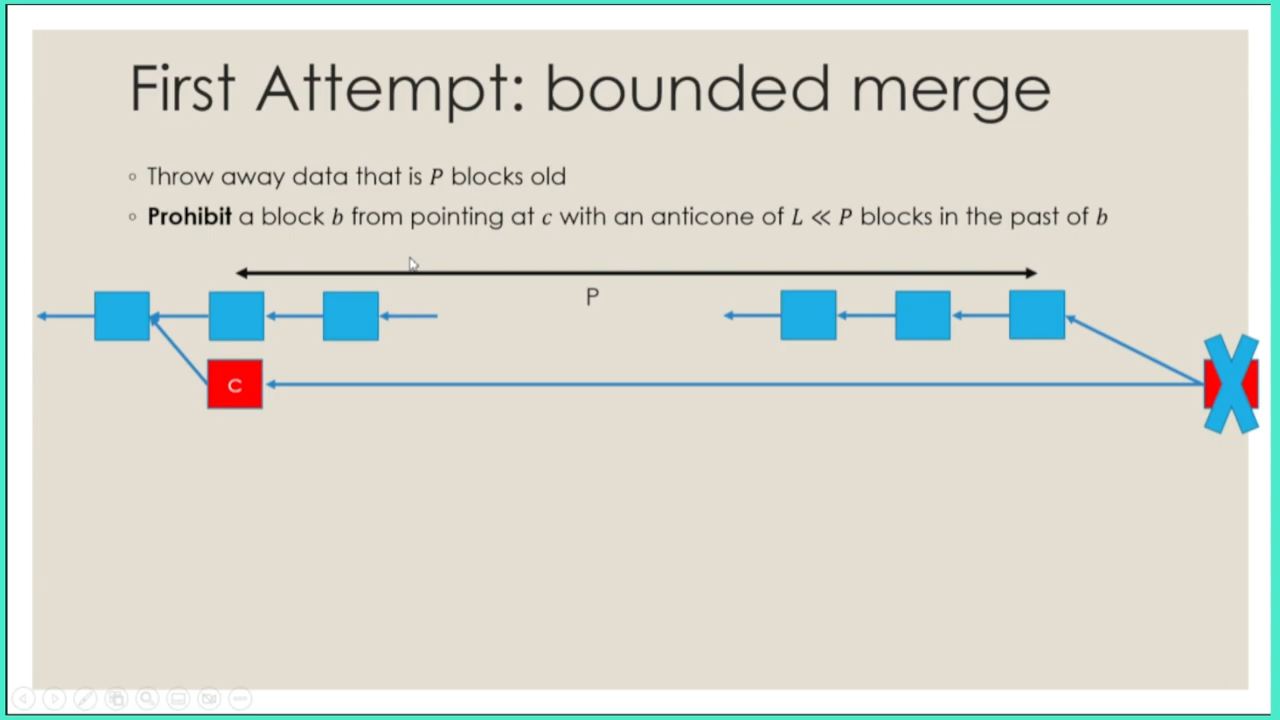 First Attempt: bounded merge
◦ Throw away data that is P blocks old
◦ Prohibit a block b from pointing at c with an anticone of L ≪ P blocks in the past of b
P
C